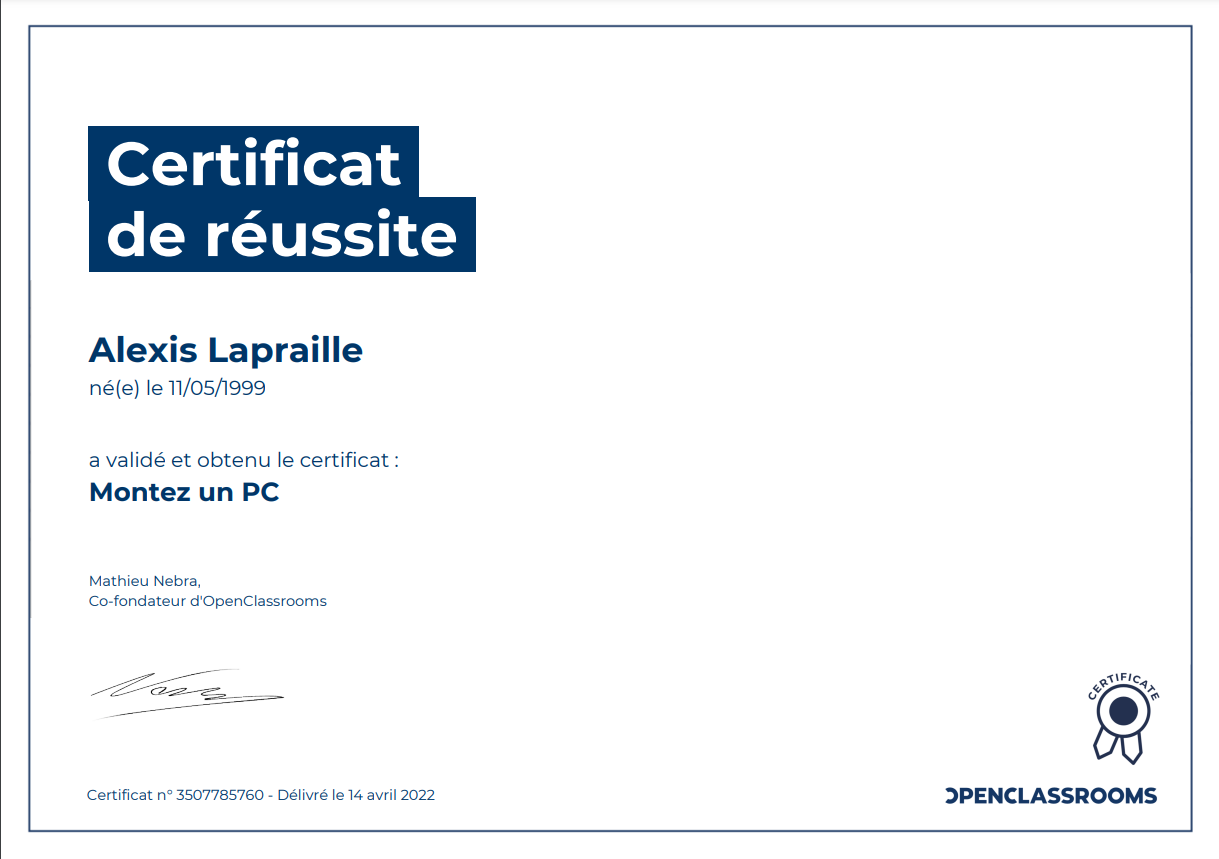 Certificat
de réussite
Alexis Lapraille
né(e) le 11/05/1999
a validé et obtenu le certificat :
Montez un PC
Mathieu Nebra,
Co-fondateur d'OpenClassrooms
CERTIFICATE
Certificat n° 3507785760 - Délivré le 14 avril 2022
OPENCLASSROOMS